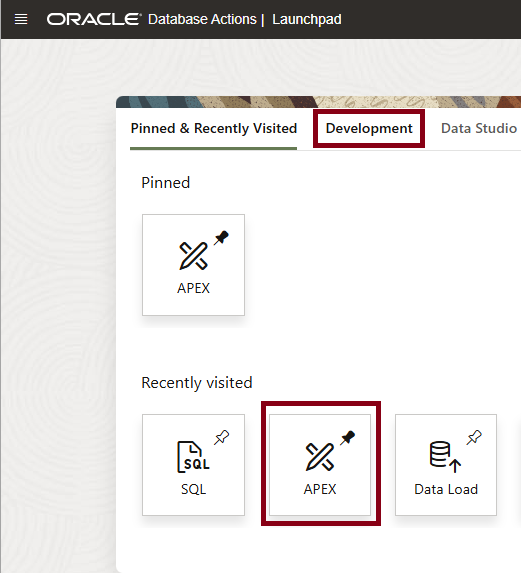 ORACLE Database Actions | Launchpad
Pinned & Recently Visited Development Data Studio
Pinned
APEX
Recently visited
SQL
SQL APEX Data Load